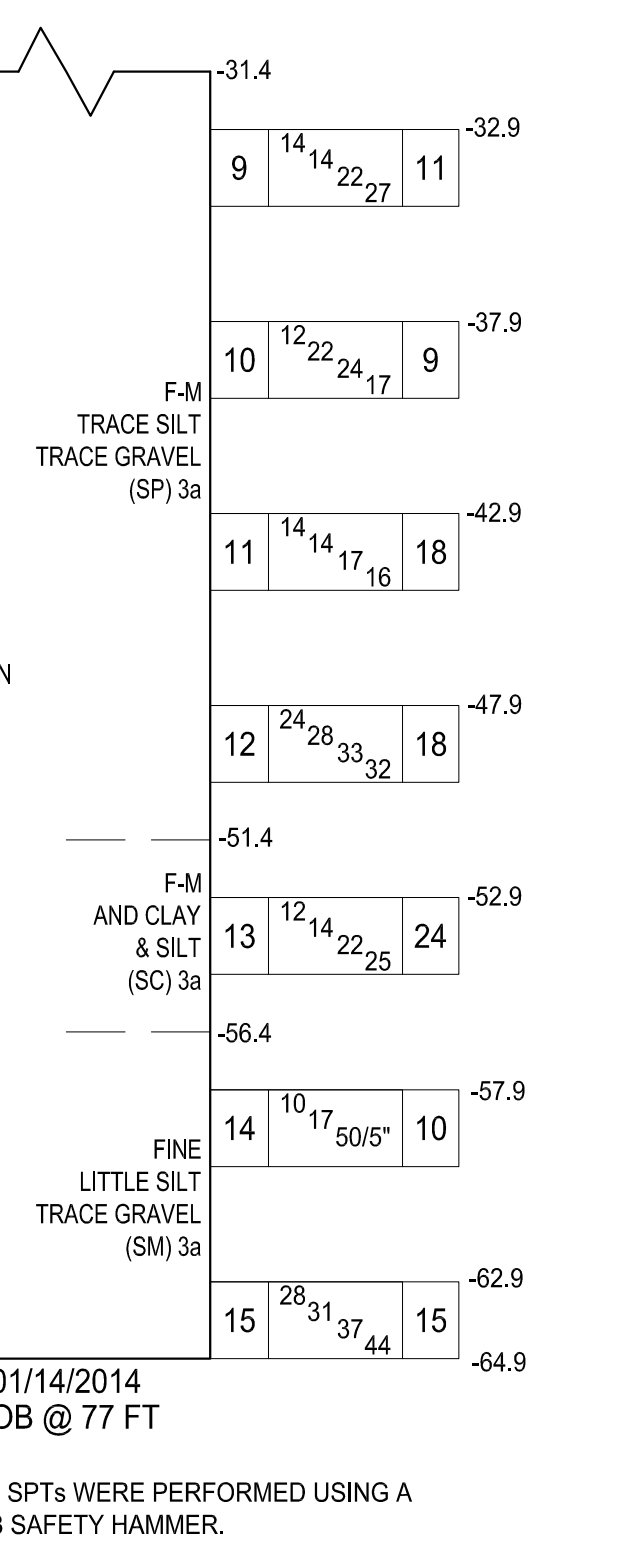 -31.4
-32.9
9 14 14 22 27 11
-37.9
10 12 22 24 17 9
F-M
TRACE SILT
TRACE GRAVEL
(SP) 3a
-42.9
11 14 14 17 16 18
N
-47.9
12 24 28 33 32 18
-51.4
F-M
AND CLAY
& SILT
(SC) 3a
-52.9
13 12 14 22 25 24
-56.4
-57.9
14 10 17 50/5" 10
FINE
LITTLE SILT
TRACE GRAVEL
(SM) 3a
-62.9
15 28 31 37 44 15
-64.9
01/14/2014
OB @ 77 FT
SPTs WERE PERFORMED USING A
SAFETY HAMMER.